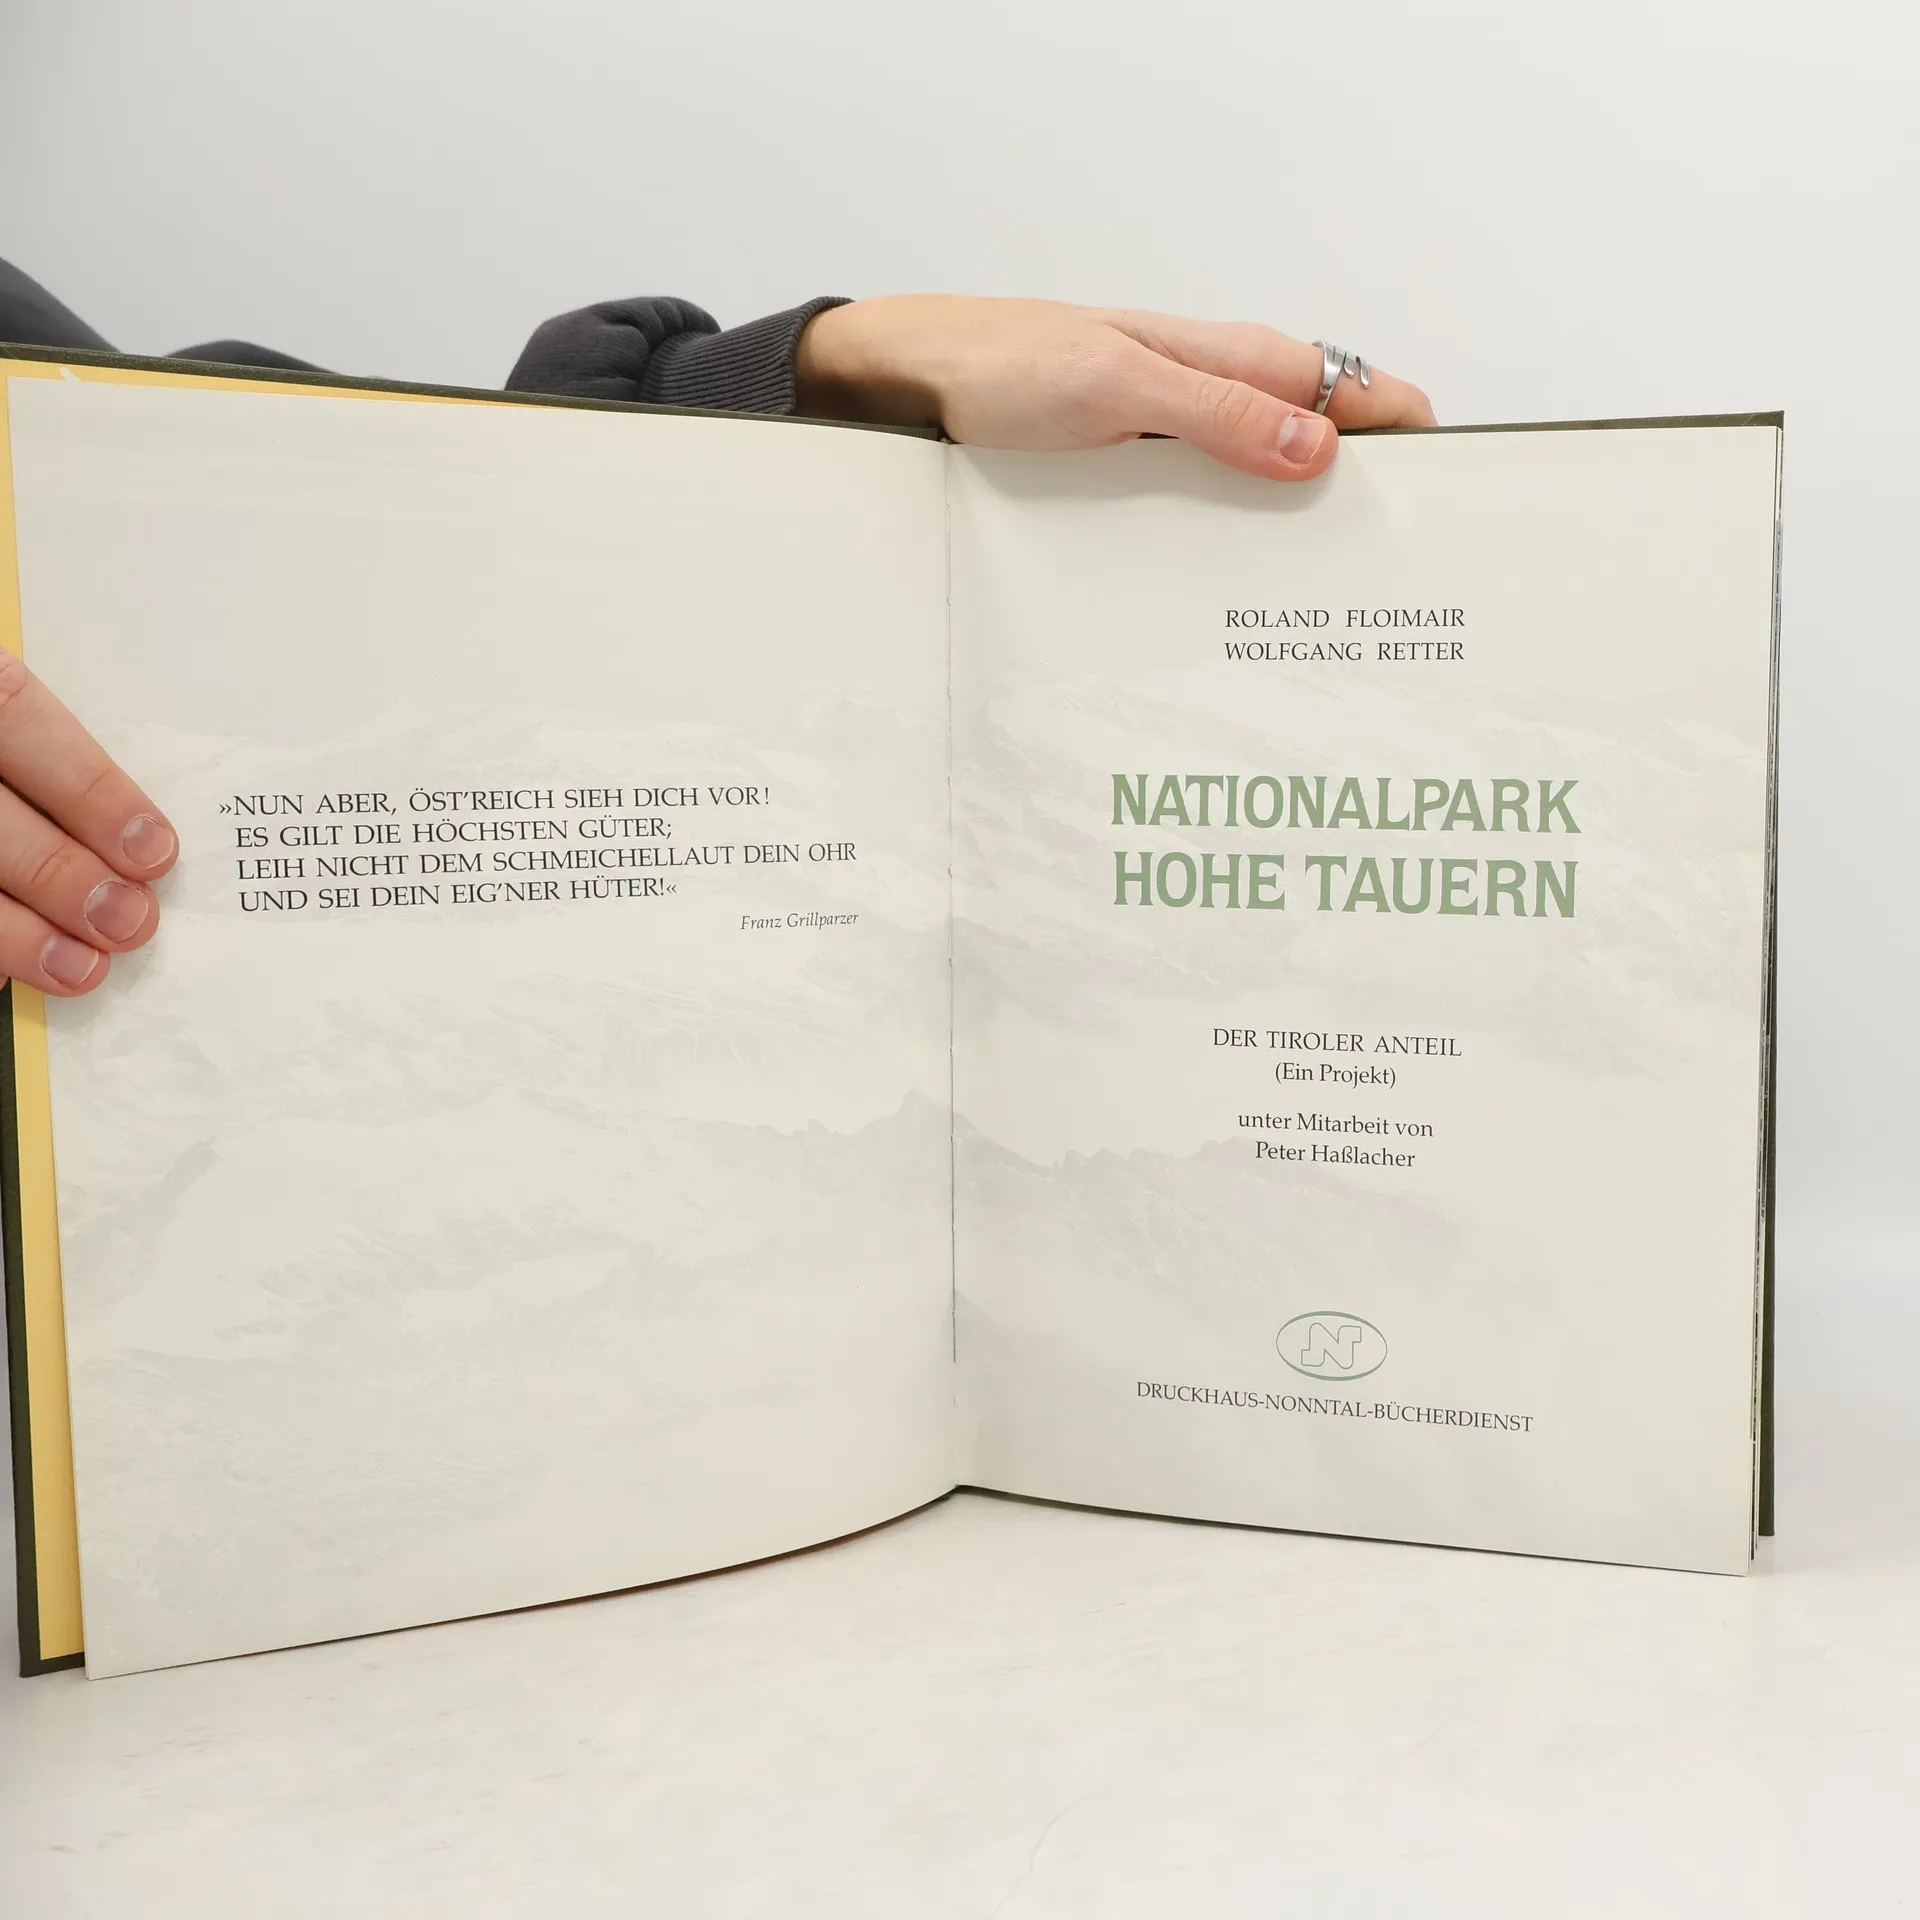 »NUN ABER, ÖST’REICH SIEH DICH VOR!
ES GILT DIE HÖCHSTEN GÜTER;
LEIH NICHT DEM SCHMEICHELLAUT DEIN OHR
UND SEI DEIN EIG’NER HÜTER!«
Franz Grillparzer
ROLAND FLOIMAIR
WOLFGANG RETTER
NATIONALPARK
HOHE TAUERN
DER TIROLER ANTEIL
(Ein Projekt)
unter Mitarbeit von
Peter Haßlacher
N
DRUCKHAUS-NONNTAL-BÜCHERDIENST